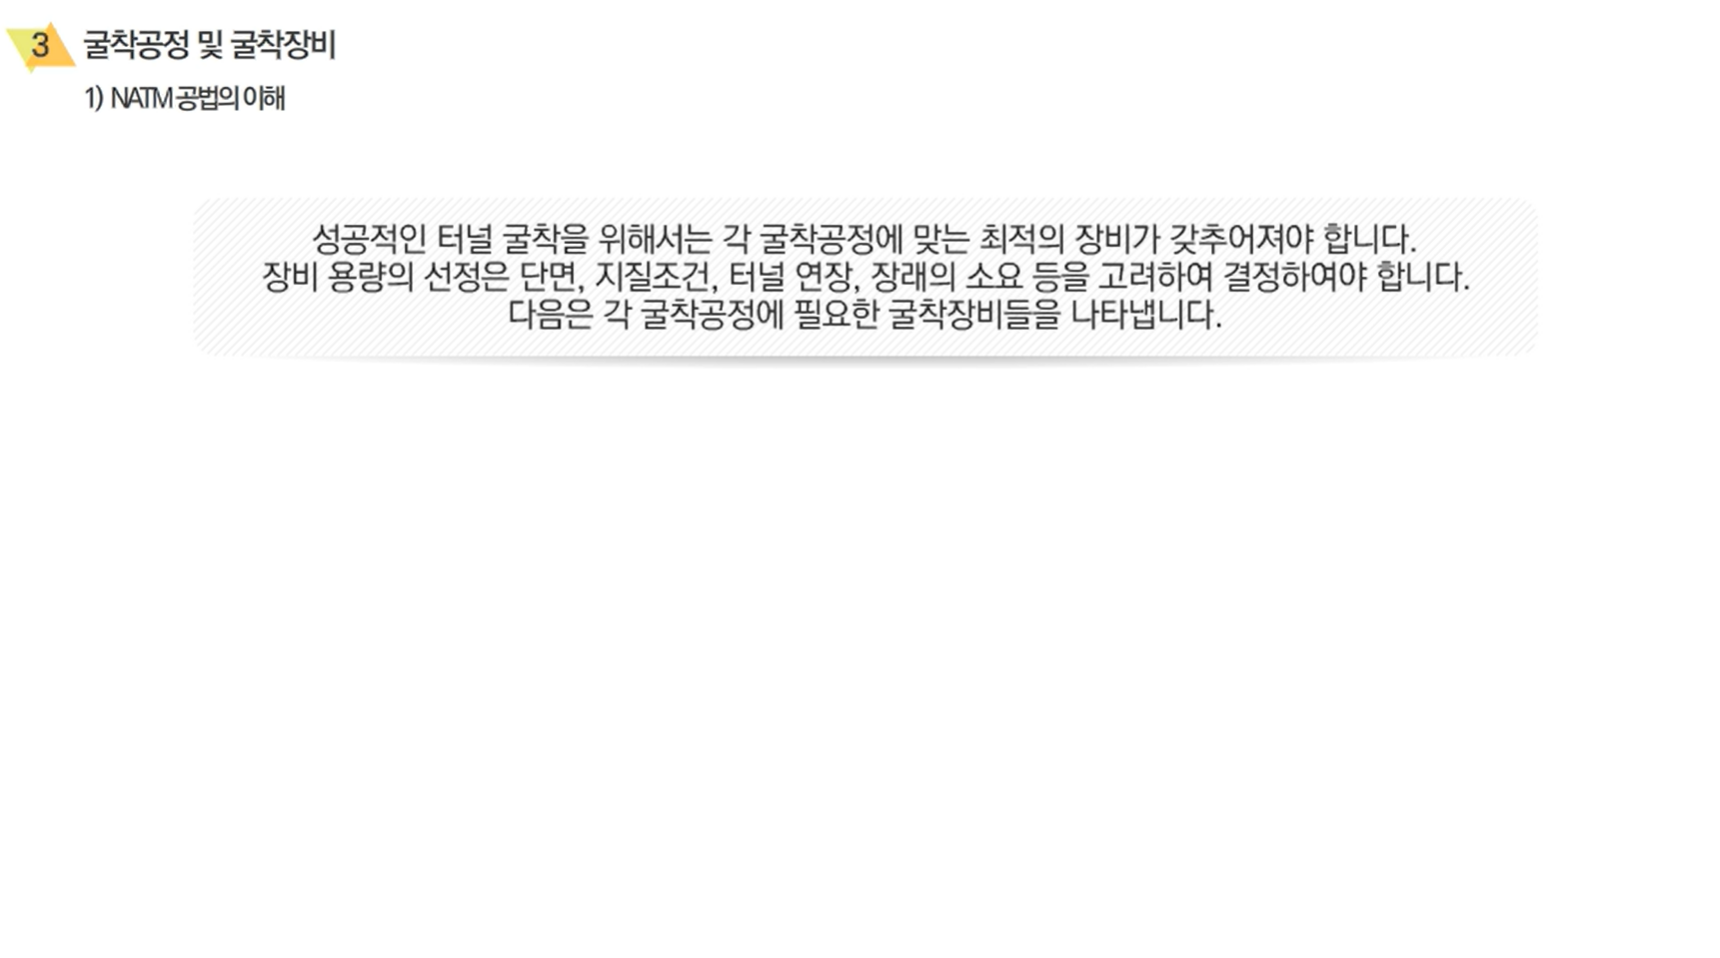 3 굴착공정 및 굴착장비
1) NATM 공법의 이해
성공적인 터널 굴착을 위해서는 각 굴착공정에 맞는 최적의 장비가 갖추어져야 합니다.
장비 용량의 선정은 단면, 지질조건, 터널 연장, 장래의 소요 등을 고려하여 결정하여야 합니다.
다음은 각 굴착공정에 필요한 굴착장비들을 나타냅니다.